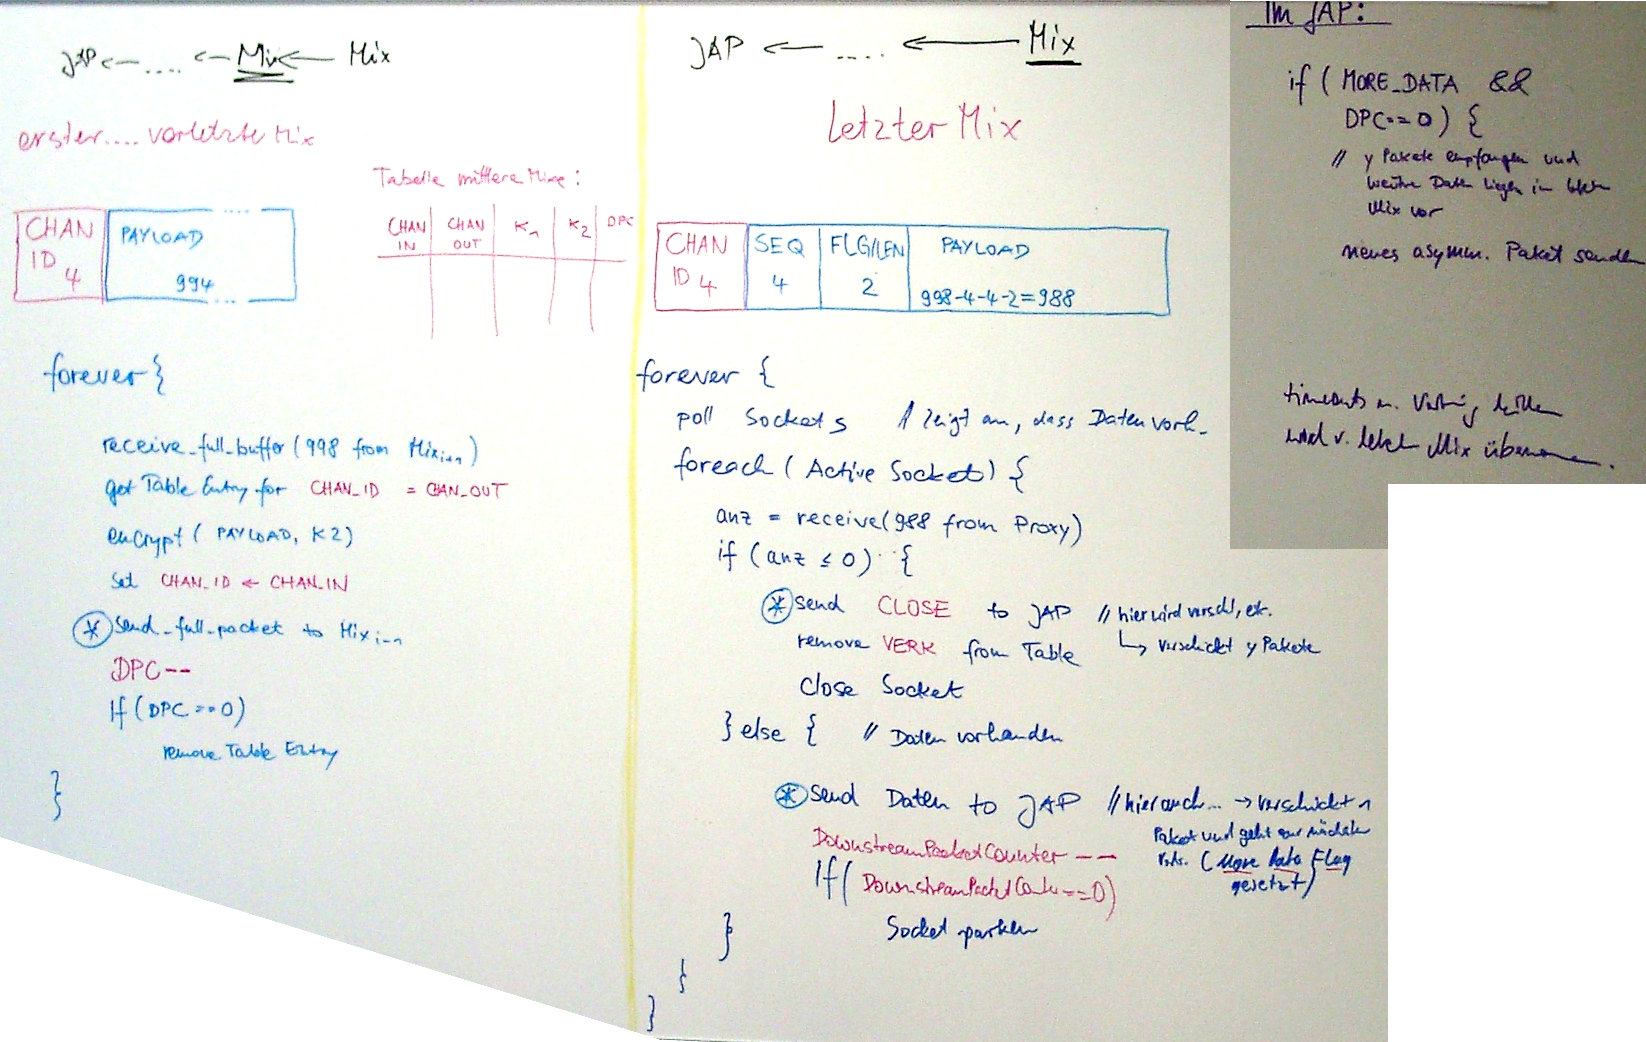 JAP ← .... ← Mix ← Mix
erster .... vorletzte Mix
Tabelle mittlere Mixe:
CHAN IN | CHAN OUT | K1 | K2 | DPC
CHAN ID 4 | PAYLOAD 994
forever {
receive_full_buffer (998 from Mix i+1)
get Table Entry for CHAN_ID = CHAN_OUT
encrypt (PAYLOAD, K2)
Set CHAN_ID ← CHAN_IN
* send_full_packet to Mix i-1
DPC--
If (DPC == 0)
remove Table Entry
}
JAP ← .... ← Mix
Letzter Mix
CHAN ID 4 | SEQ 4 | FLG/LEN 2 | PAYLOAD 998-4-4-2=988
forever {
poll Sockets // zeigt an, dass Daten vorh.
foreach (Active Socket) {
anz = receive (988 from Proxy)
if (anz ≤ 0) {
* send CLOSE to JAP // hier wird verschl, etc.
↳ verschickt y Pakete
remove VERK from Table
Close Socket
} else { // Daten vorhanden
* Send Daten to JAP // hier auch... → verschickt 1
Paket und geht zur nächsten
Vrb. (More Data Flag
gesetzt)
DownstreamPacketCounter --
If (DownstreamPacketCounter == 0)
Socket parken
}
}
}
Im JAP:
if (MORE_DATA &&
DPC == 0) {
// y Pakete empfangen und
weitere Daten liegen im letzten
Mix vor
neues asymm. Paket senden
timeouts
wird v. letzten Mix